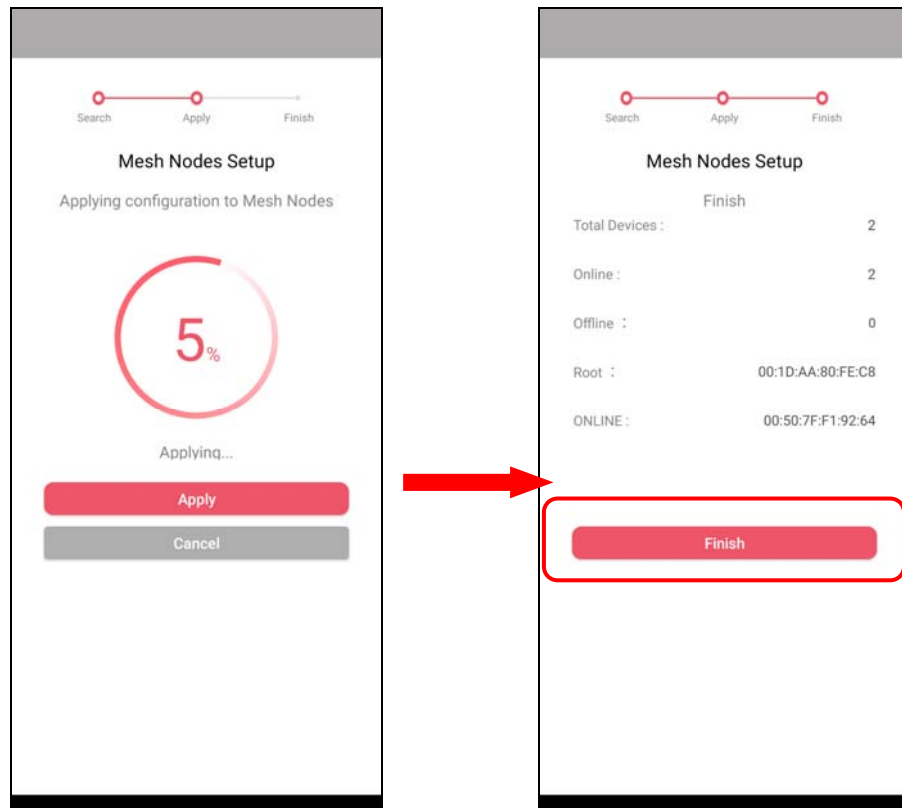 Search Apply Finish
Mesh Nodes Setup
Applying configuration to Mesh Nodes
5%
Applying...
Apply
Cancel
Search Apply Finish
Mesh Nodes Setup
Finish
Total Devices : 2
Online : 2
Offline : 0
Root : 00:1D:AA:80:FE:C8
ONLINE : 00:50:7F:F1:92:64
Finish